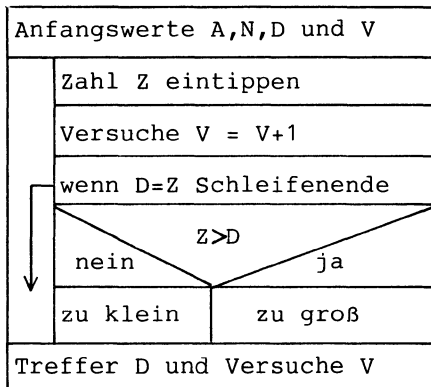 Anfangswerte A,N,D und V
Zahl Z eintippen
Versuche V = V+1
wenn D=Z Schleifenende
Z>D
nein ja
zu klein zu groß
Treffer D und Versuche V